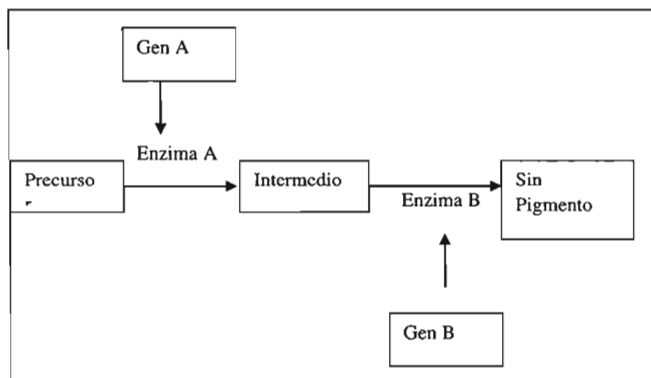 Gen A
Enzima A
Precurso
r
Intermedio
Enzima B
Sin
Pigmento
Gen B